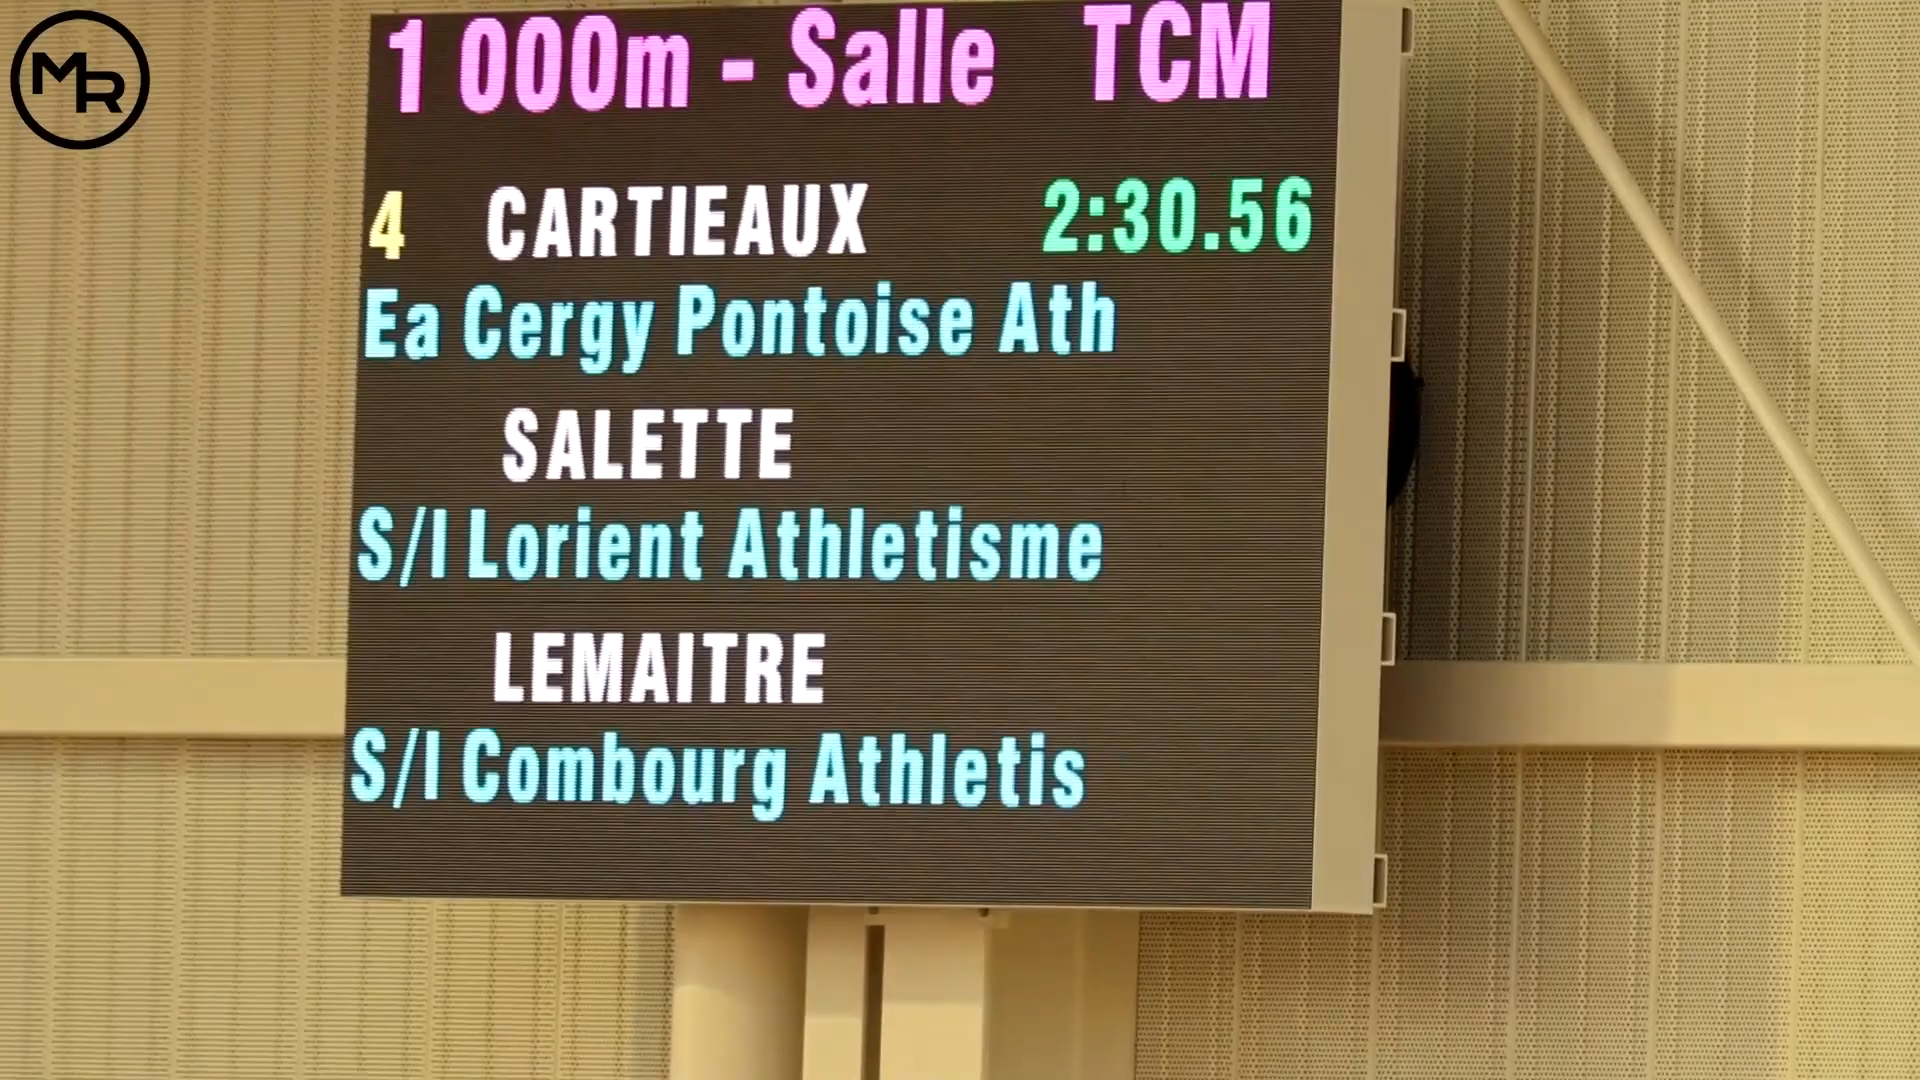 MR
1 000m - Salle TCM
4 CARTIEAUX 2:30.56
Ea Cergy Pontoise Ath
SALETTE
S/l Lorient Athletisme
LEMAITRE
S/l Combourg Athletis